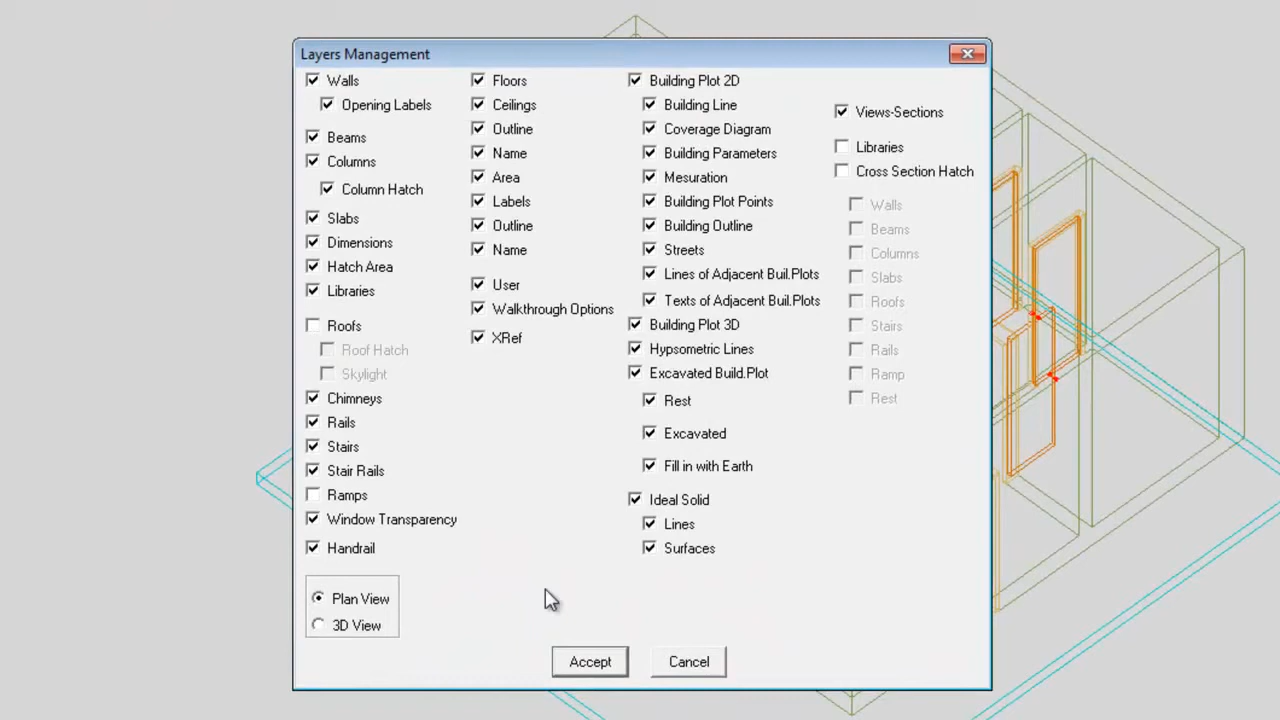 Layers Management
Walls
Opening Labels
Beams
Columns
Column Hatch
Slabs
Dimensions
Hatch Area
Libraries
Roofs
Roof Hatch
Skylight
Chimneys
Rails
Stairs
Stair Rails
Ramps
Window Transparency
Handrail
Plan View
3D View
Floors
Ceilings
Outline
Name
Area
Labels
Outline
Name
User
Walkthrough Options
XRef
Building Plot 2D
Building Line
Coverage Diagram
Building Parameters
Mesuration
Building Plot Points
Building Outline
Streets
Lines of Adjacent Buil.Plots
Texts of Adjacent Buil.Plots
Building Plot 3D
Hypsometric Lines
Excavated Build.Plot
Rest
Excavated
Fill in with Earth
Ideal Solid
Lines
Surfaces
Views-Sections
Libraries
Cross Section Hatch
Walls
Beams
Columns
Slabs
Roofs
Stairs
Rails
Ramp
Rest
Accept
Cancel